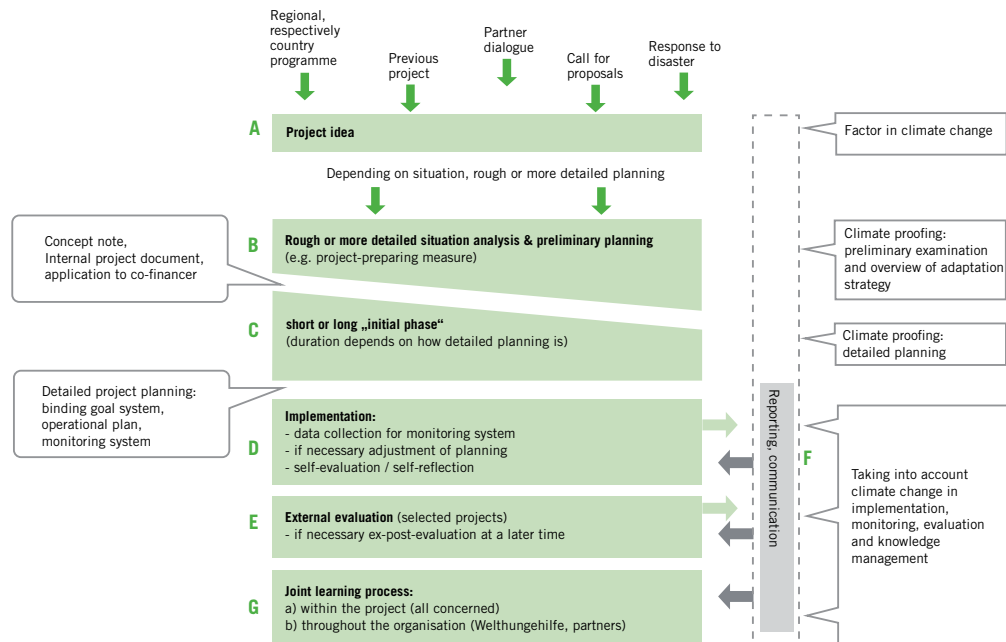 Regional,
respectively
country
programme
Previous
project
Partner
dialogue
Call for
proposals
Response to
disaster
A
Project idea
Factor in climate change
Depending on situation, rough or more detailed planning
Concept note,
Internal project document,
application to co-financer
B
Rough or more detailed situation analysis & preliminary planning
(e.g. project-preparing measure)
Climate proofing:
preliminary examination
and overview of adaptation
strategy
C
short or long „initial phase“
(duration depends on how detailed planning is)
Climate proofing:
detailed planning
Detailed project planning:
binding goal system,
operational plan,
monitoring system
D
Implementation:
- data collection for monitoring system
- if necessary adjustment of planning
- self-evaluation / self-reflection
Reporting, communication
F
Taking into account
climate change in
implementation,
monitoring, evaluation
and knowledge
management
E
External evaluation (selected projects)
- if necessary ex-post-evaluation at a later time
G
Joint learning process:
a) within the project (all concerned)
b) throughout the organisation (Welthungehilfe, partners)